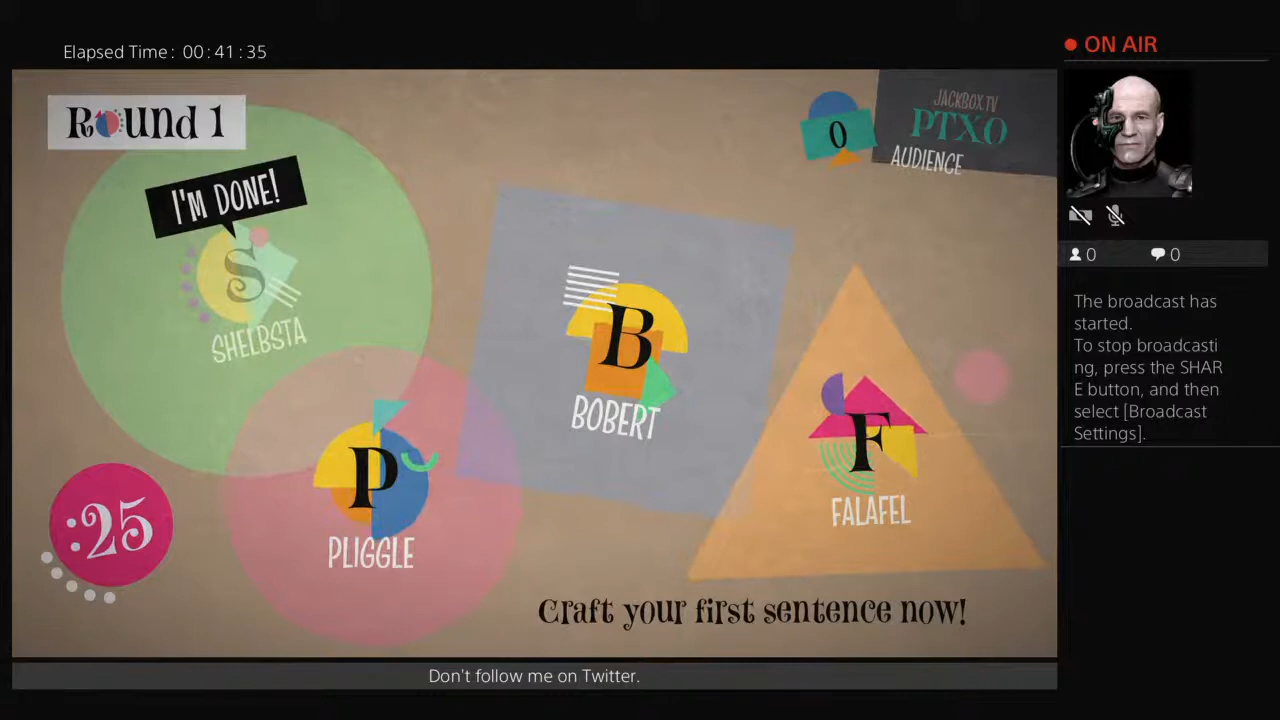 Elapsed Time: 00:41:35
ON AIR
Round 1
JACKBOX.TV
PTXO
0
AUDIENCE
I'M DONE!
S
SHELBSTA
B
BOBERT
P
PLIGGLE
F
FALAFEL
:25
Craft your first sentence now!
Don't follow me on Twitter.
0
0
The broadcast has
started.
To stop broadcasti
ng, press the SHAR
E button, and then
select [Broadcast
Settings].